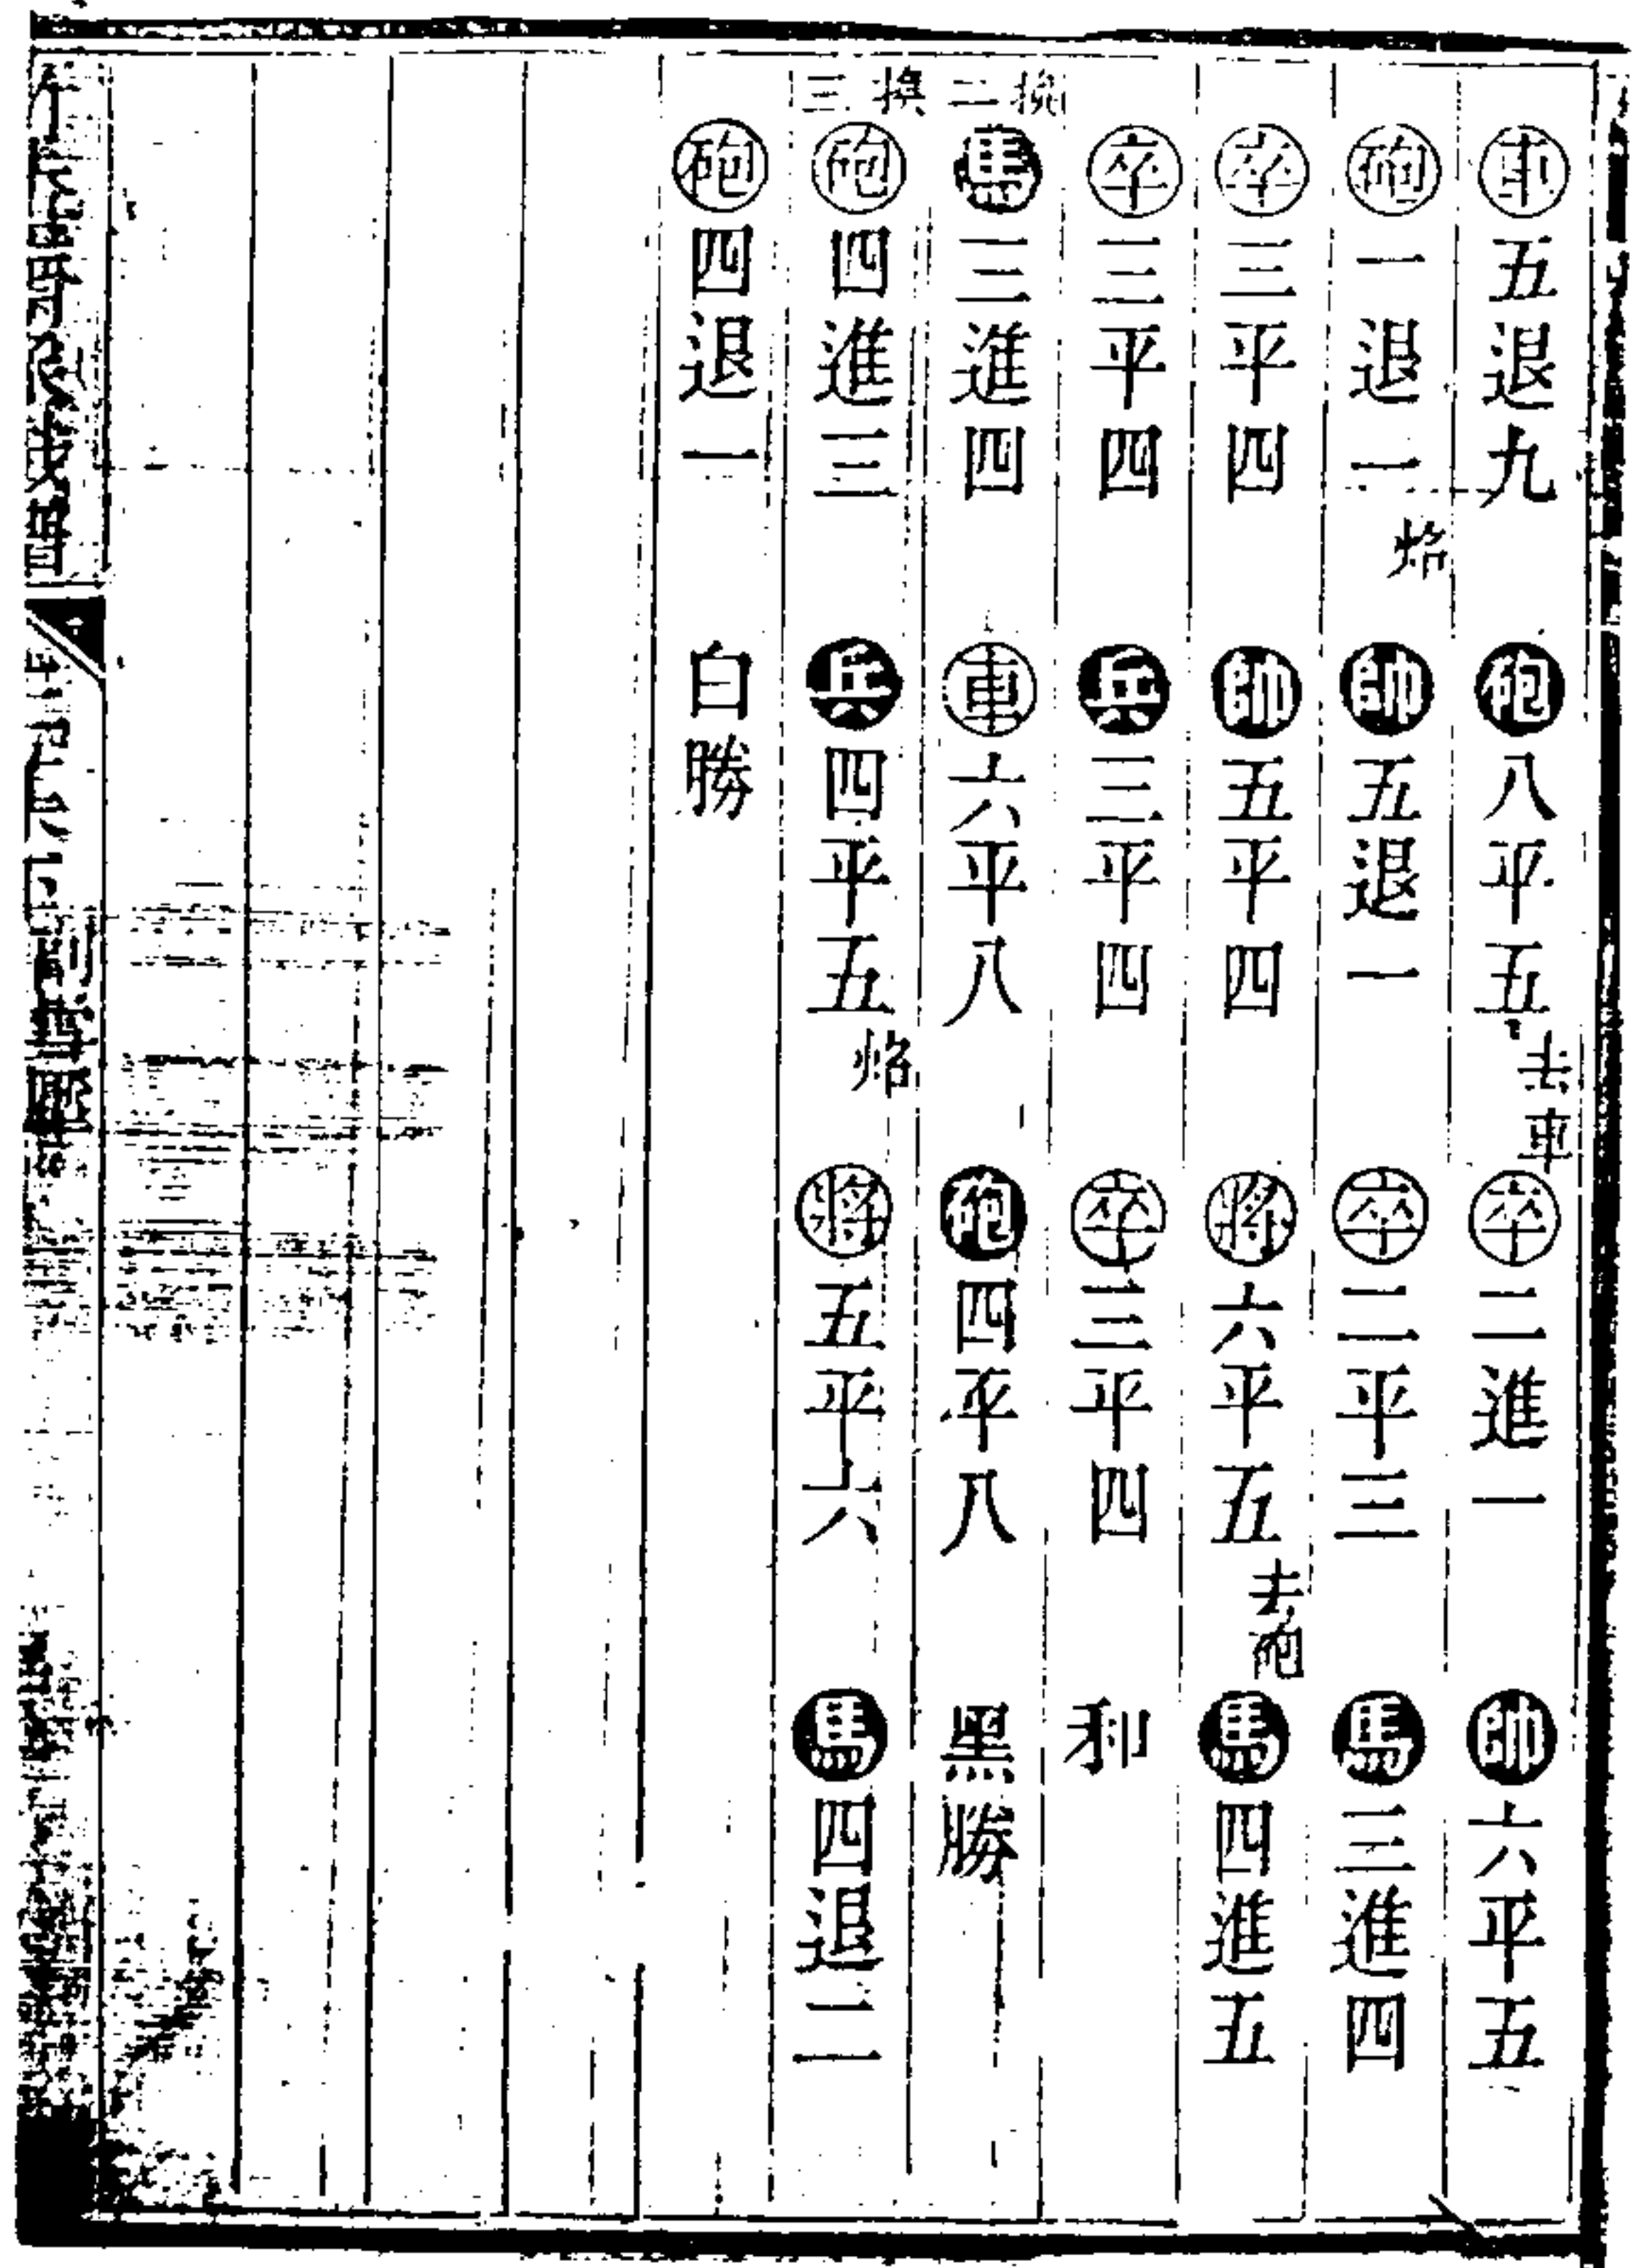 車五退九 砲八平五去車 卒二進一 帥六平五
砲一退一 烙 帥五退一 卒二平三 馬三進四
卒三平四 帥五平四 將六平五去砲 馬四進五
卒三平四 兵三平四 卒三平四 和
二 馬三進四 車六平八 砲四平八 黑勝
三 砲四進三 兵四平五 烙 將五平六 馬四退二
砲四退一 白勝